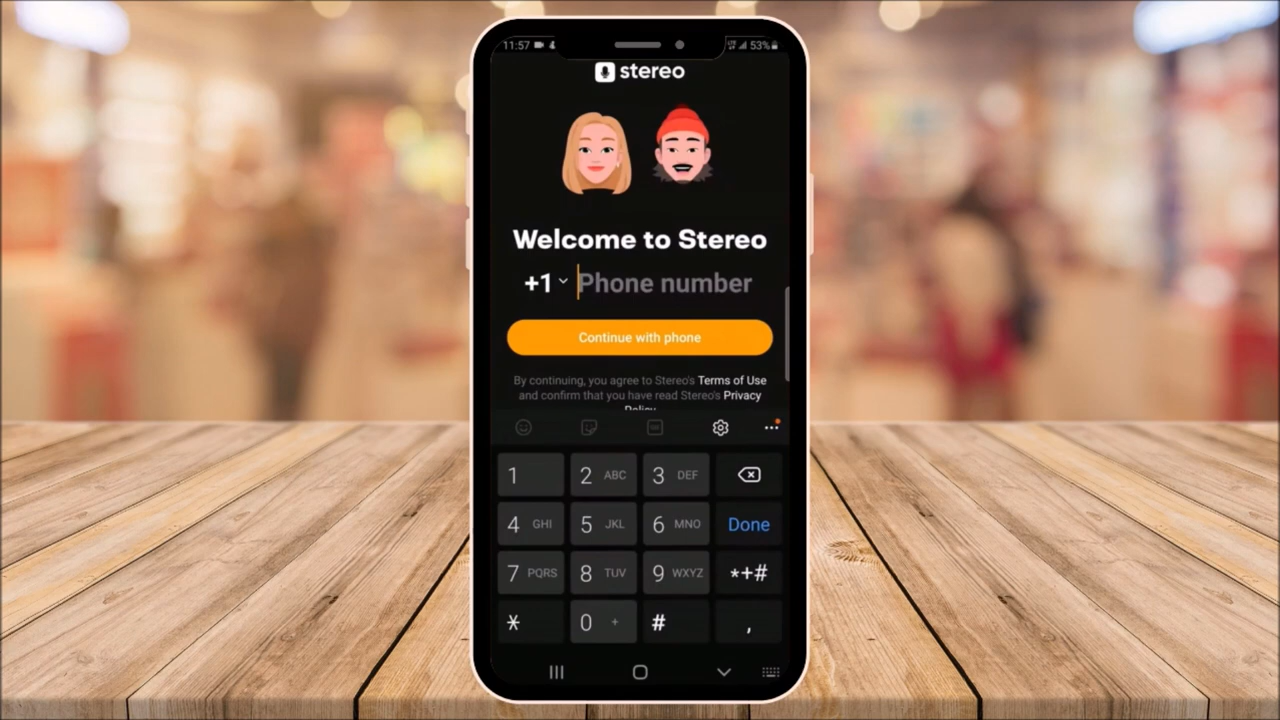 11:57
LTE 53%
stereo
Welcome to Stereo
+1 Phone number
Continue with phone
By continuing, you agree to Stereo's Terms of Use
and confirm that you have read Stereo's Privacy
Policy
1 2 ABC 3 DEF
4 GHI 5 JKL 6 MNO Done
7 PQRS 8 TUV 9 WXYZ *+#
* 0 + # ,